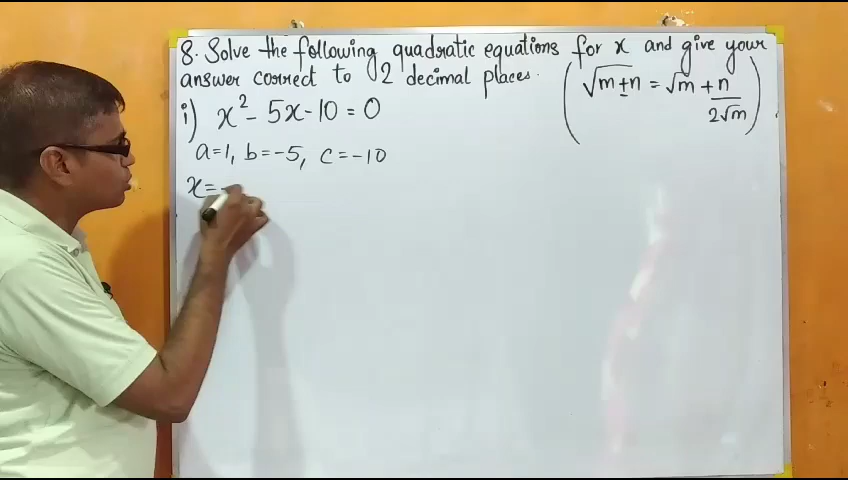 8. Solve the following quadratic equations for x and give your
answer correct to 2 decimal places.
(√m±n = √m + n/2√m)
i) x² - 5x - 10 = 0
a=1, b=-5, c=-10
x= -